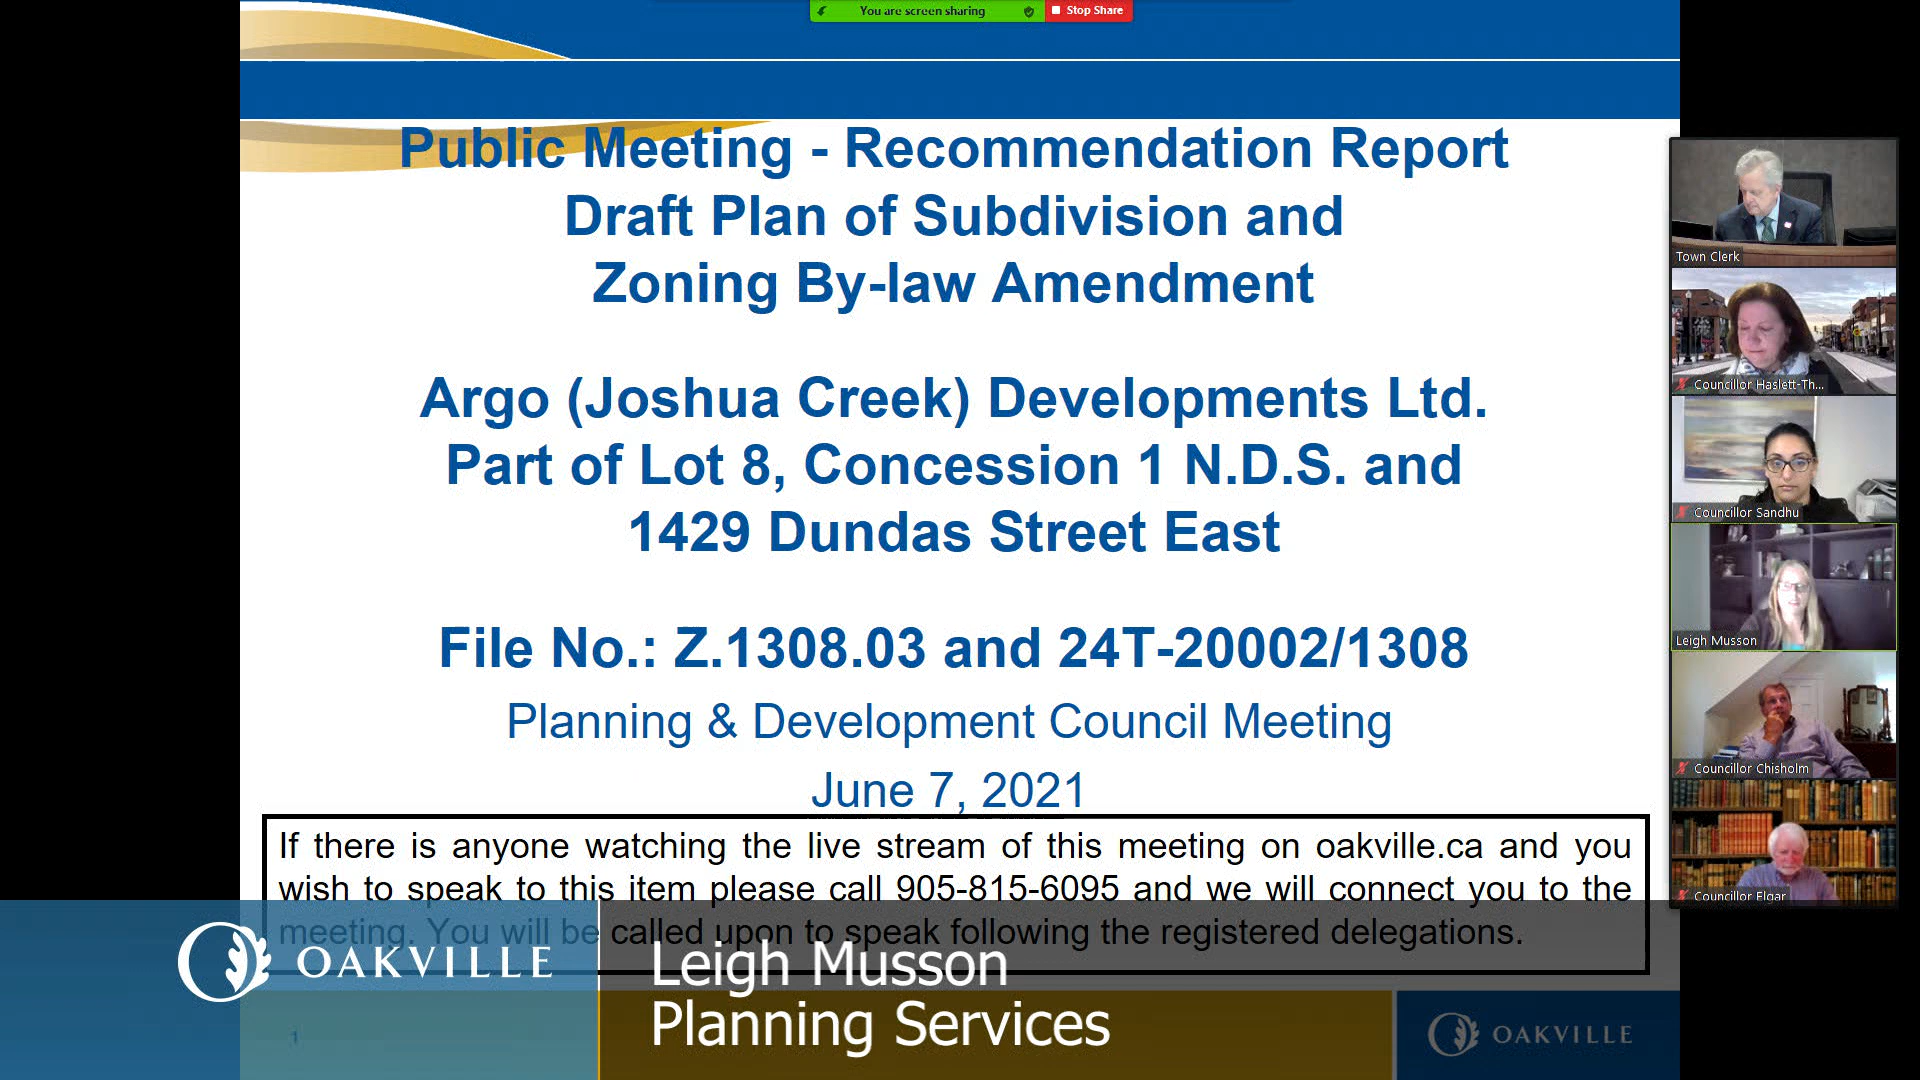 You are screen sharing
Stop Share
Public Meeting - Recommendation Report
Draft Plan of Subdivision and
Zoning By-law Amendment
Argo (Joshua Creek) Developments Ltd.
Part of Lot 8, Concession 1 N.D.S. and
1429 Dundas Street East
File No.: Z.1308.03 and 24T-20002/1308
Planning & Development Council Meeting
June 7, 2021
If there is anyone watching the live stream of this meeting on oakville.ca and you
wish to speak to this item please call 905-815-6095 and we will connect you to the
meeting. You will be called upon to speak following the registered delegations.
Town Clerk
Councillor Haslett-Th...
Councillor Sandhu
Leigh Musson
Councillor Chisholm
Councillor Elgar
OAKVILLE
Leigh Musson
Planning Services
1
OAKVILLE